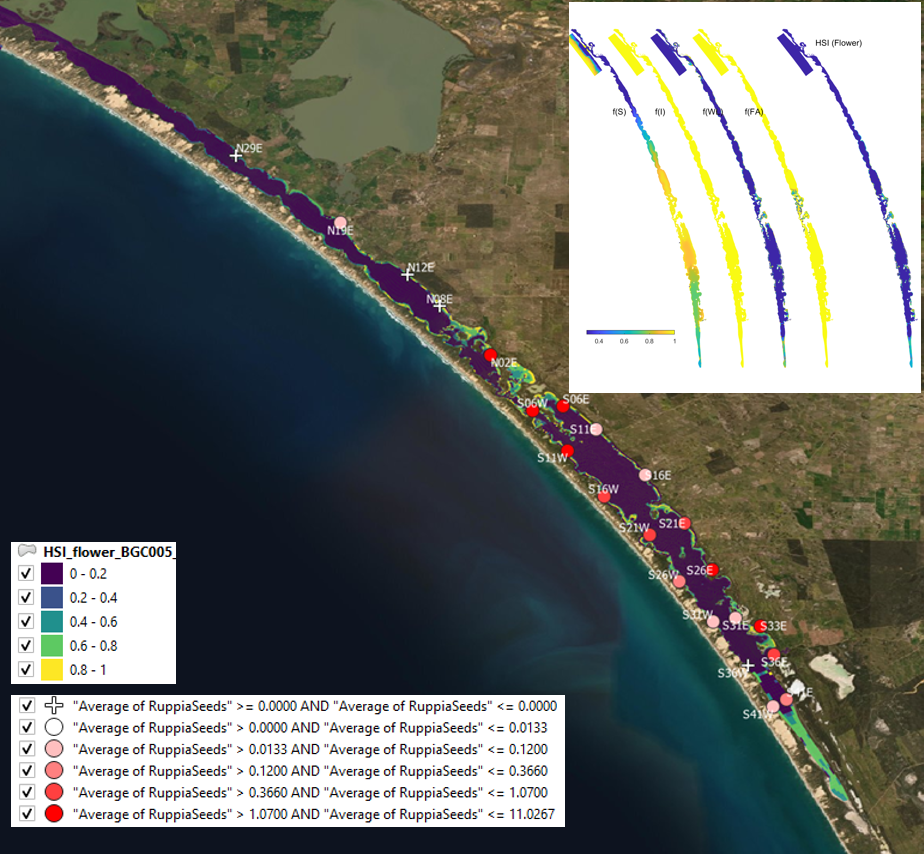 HSI (Flower)
f(S)
f(I)
f(FA)
0.4
0.6
0.8
1
N29E
N19E
N12E
N08E
N02E
S06W
S06E
S11E
S11W
S16E
S16W
S21E
S21W
S26E
S26W
S31W
S31E
S33E
S36E
S36W
S41W
HSI_flower_BGC005_
0 - 0.2
0.2 - 0.4
0.4 - 0.6
0.6 - 0.8
0.8 - 1
"Average of RuppiaSeeds" >= 0.0000 AND "Average of RuppiaSeeds" <= 0.0000
"Average of RuppiaSeeds" > 0.0000 AND "Average of RuppiaSeeds" <= 0.0133
"Average of RuppiaSeeds" > 0.0133 AND "Average of RuppiaSeeds" <= 0.1200
"Average of RuppiaSeeds" > 0.1200 AND "Average of RuppiaSeeds" <= 0.3660
"Average of RuppiaSeeds" > 0.3660 AND "Average of RuppiaSeeds" <= 1.0700
"Average of RuppiaSeeds" > 1.0700 AND "Average of RuppiaSeeds" <= 11.0267